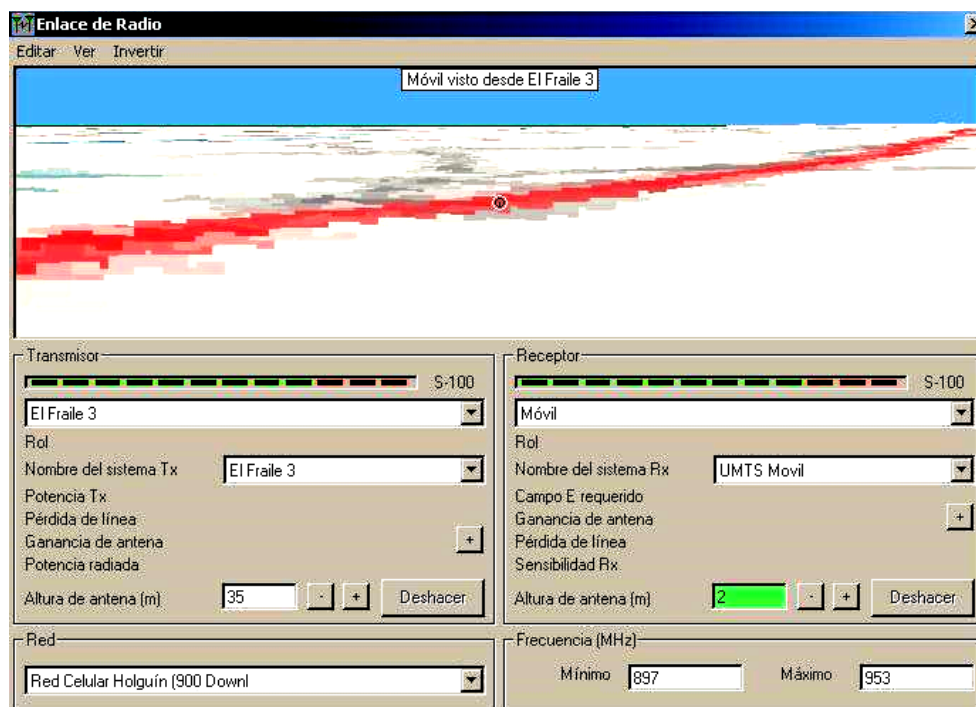 Enlace de Radio
Editar Ver Invertir
Móvil visto desde El Fraile 3
Transmisor
S-100
El Fraile 3
Rol
Nombre del sistema Tx El Fraile 3
Potencia Tx
Pérdida de línea
Ganancia de antena +
Potencia radiada
Altura de antena (m) 35 - + Deshacer
Receptor
S-100
Móvil
Rol
Nombre del sistema Rx UMTS Movil
Campo E requerido
Ganancia de antena +
Pérdida de línea
Sensibilidad Rx
Altura de antena (m) 2 - + Deshacer
Red
Red Celular Holguín (900 Downl
Frecuencia (MHz)
Mínimo 897 Máximo 953